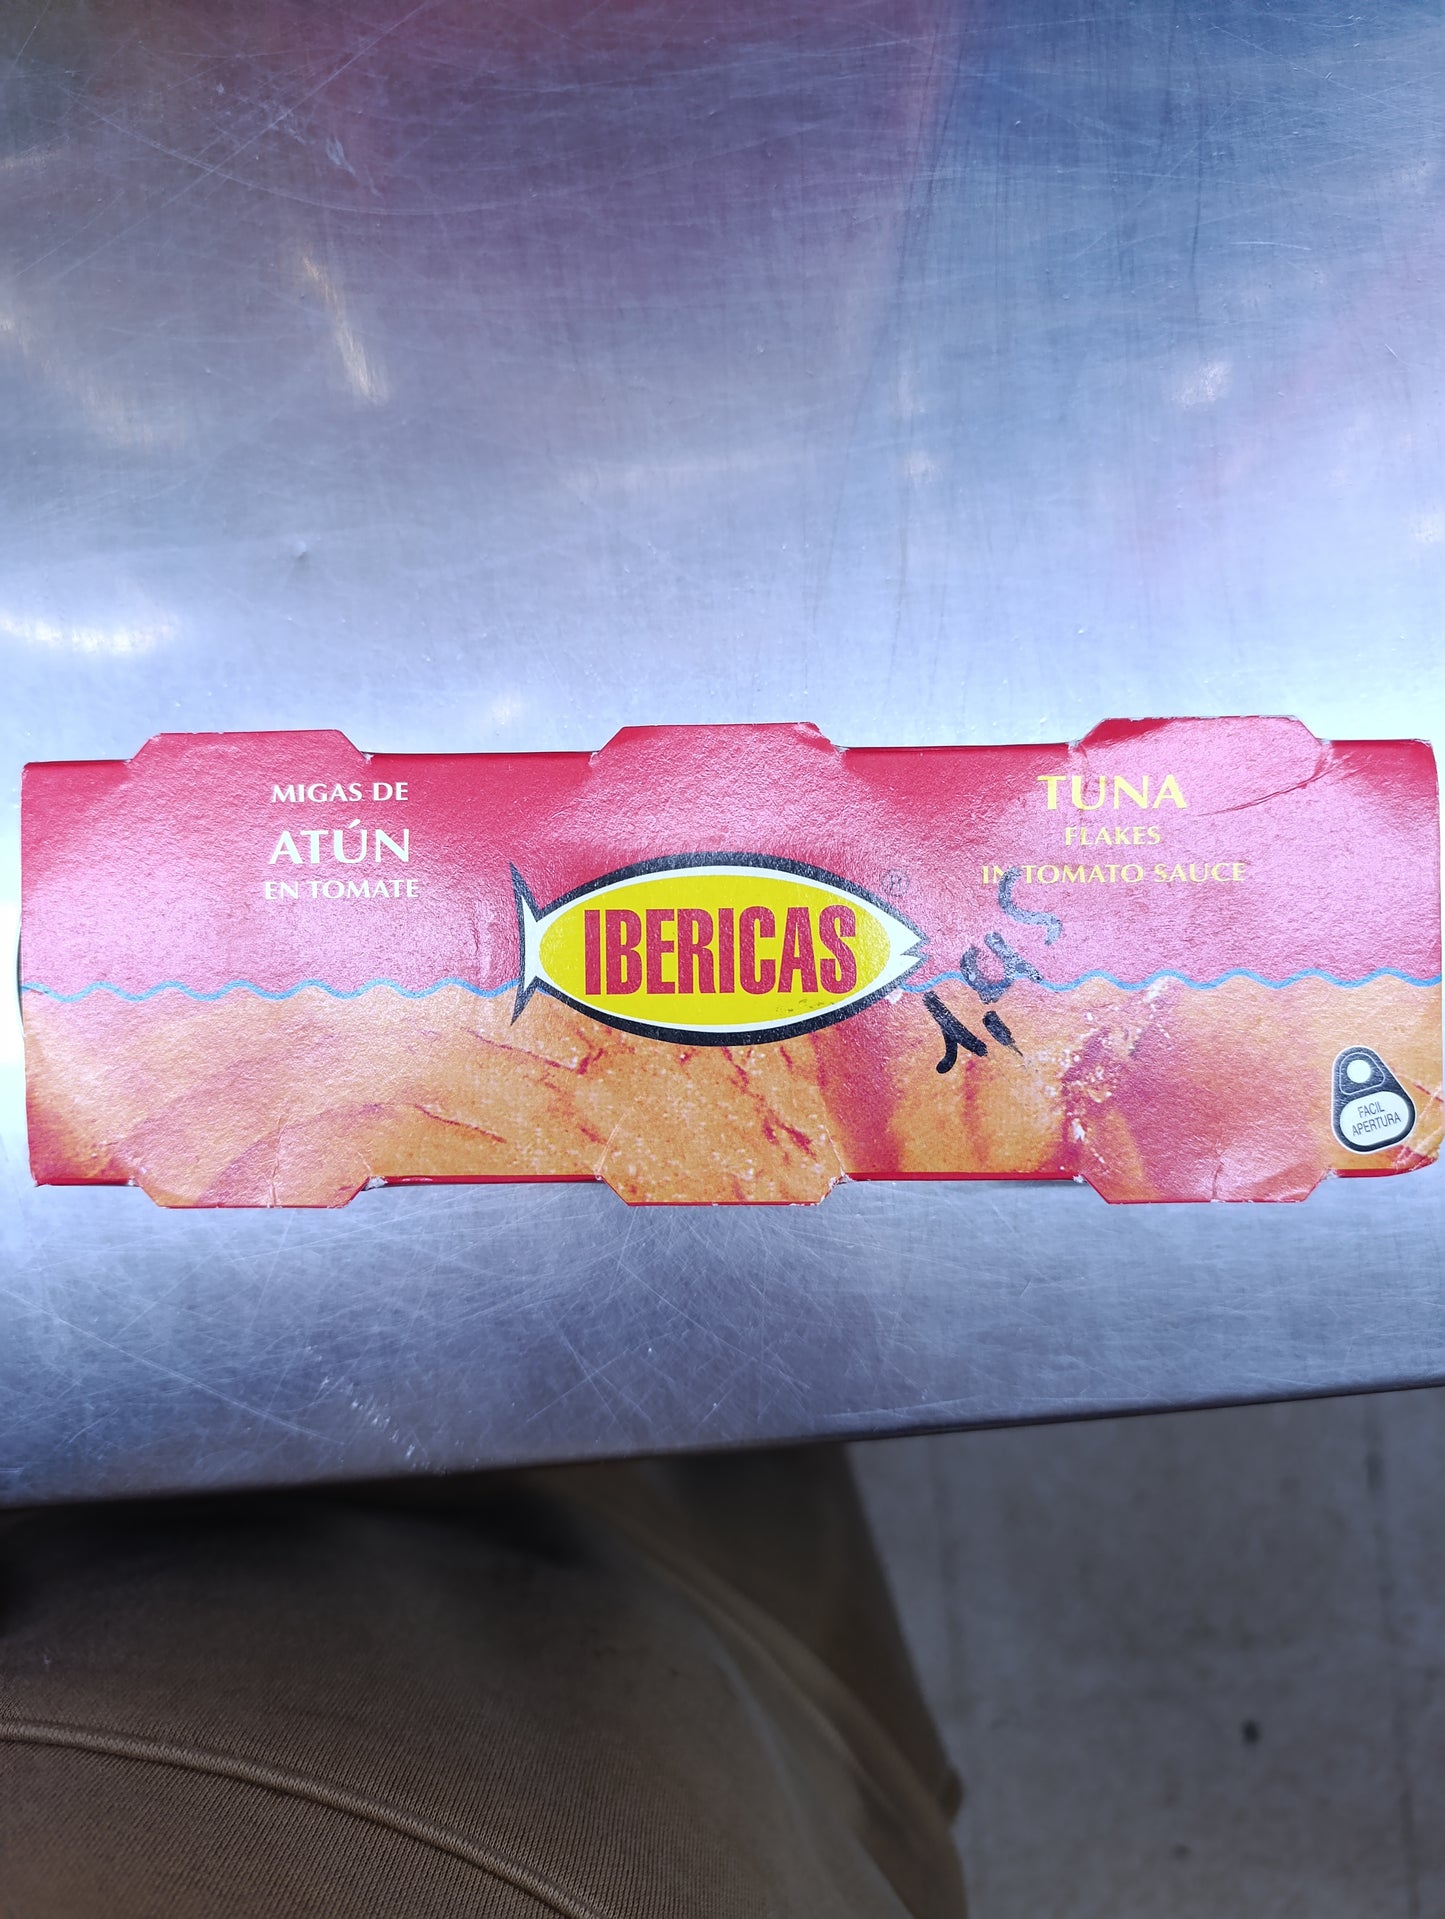 MIGAS DE
ATÚN
EN TOMATE
IBERICAS
®
TUNA
FLAKES
IN TOMATO SAUCE
FACIL
APERTURA